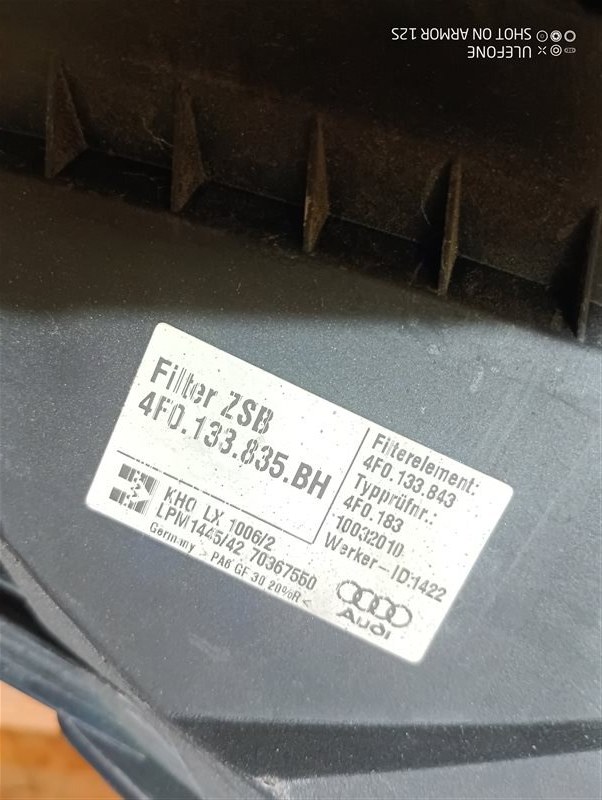 ULEFONE
SHOT ON ARMOR 12S
Filter ZSB
4F0.133.835.BH
Filterelement:
4F0.133.843
Typprüfnr.:
4F0.183
10032010
Werker-ID:1422
KHO LX 1006/2
LPM1445/42 70367550
Germany >PA6 GF 30 20%R<
Audi